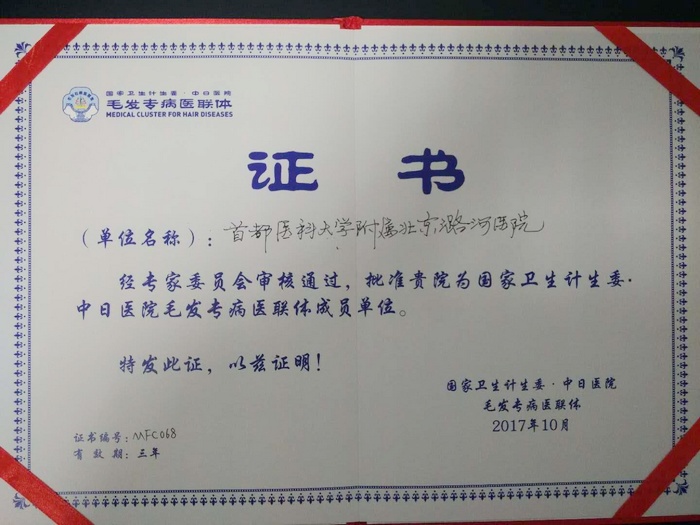 国家卫生计生委·中日医院
毛发专病医联体
MEDICAL CLUSTER FOR HAIR DISEASES
证书
（单位名称）：首都医科大学附属北京潞河医院
经专家委员会审核通过，批准贵院为国家卫生计生委·
中日医院毛发专病医联体成员单位。
特发此证，以兹证明！
国家卫生计生委·中日医院
毛发专病医联体
2017年10月
证书编号：MFC068
有效期：三年